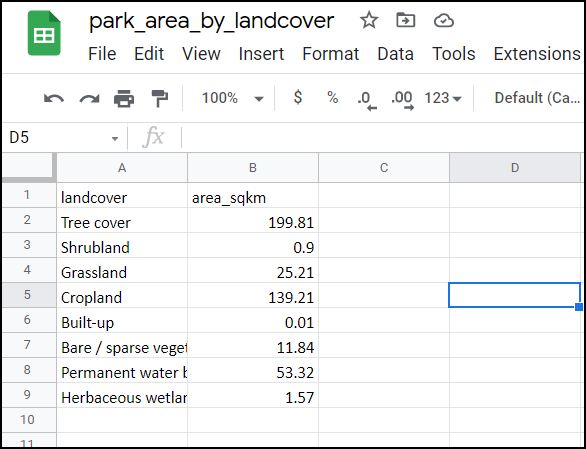 park_area_by_landcover
File Edit View Insert Format Data Tools Extensions
100% $ % .0 .00 123 Default (Ca...
D5 fx
A B C D
1 landcover area_sqkm
2 Tree cover 199.81
3 Shrubland 0.9
4 Grassland 25.21
5 Cropland 139.21
6 Built-up 0.01
7 Bare / sparse veget 11.84
8 Permanent water b 53.32
9 Herbaceous wetlan 1.57
10
11